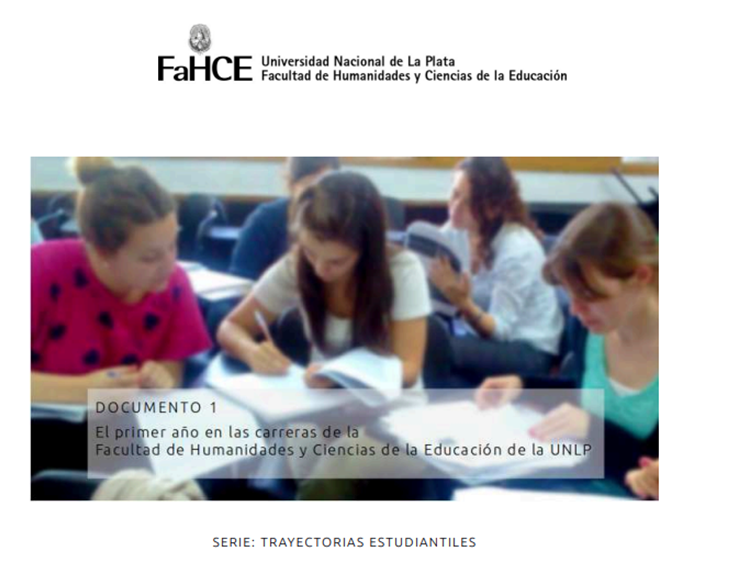 FaHCE
Universidad Nacional de La Plata
Facultad de Humanidades y Ciencias de la Educación
DOCUMENTO 1
El primer año en las carreras de la
Facultad de Humanidades y Ciencias de la Educación de la UNLP
SERIE: TRAYECTORIAS ESTUDIANTILES